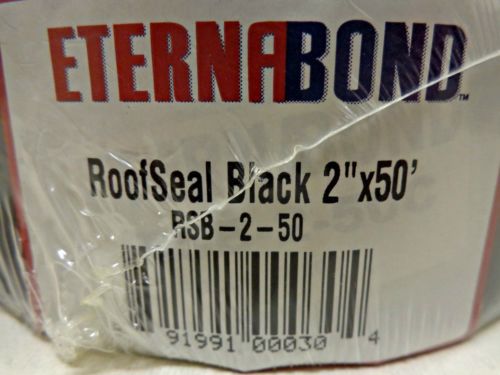 ETERNABOND™
RoofSeal Black 2"x50'
RSB-2-50
91991 00030 4